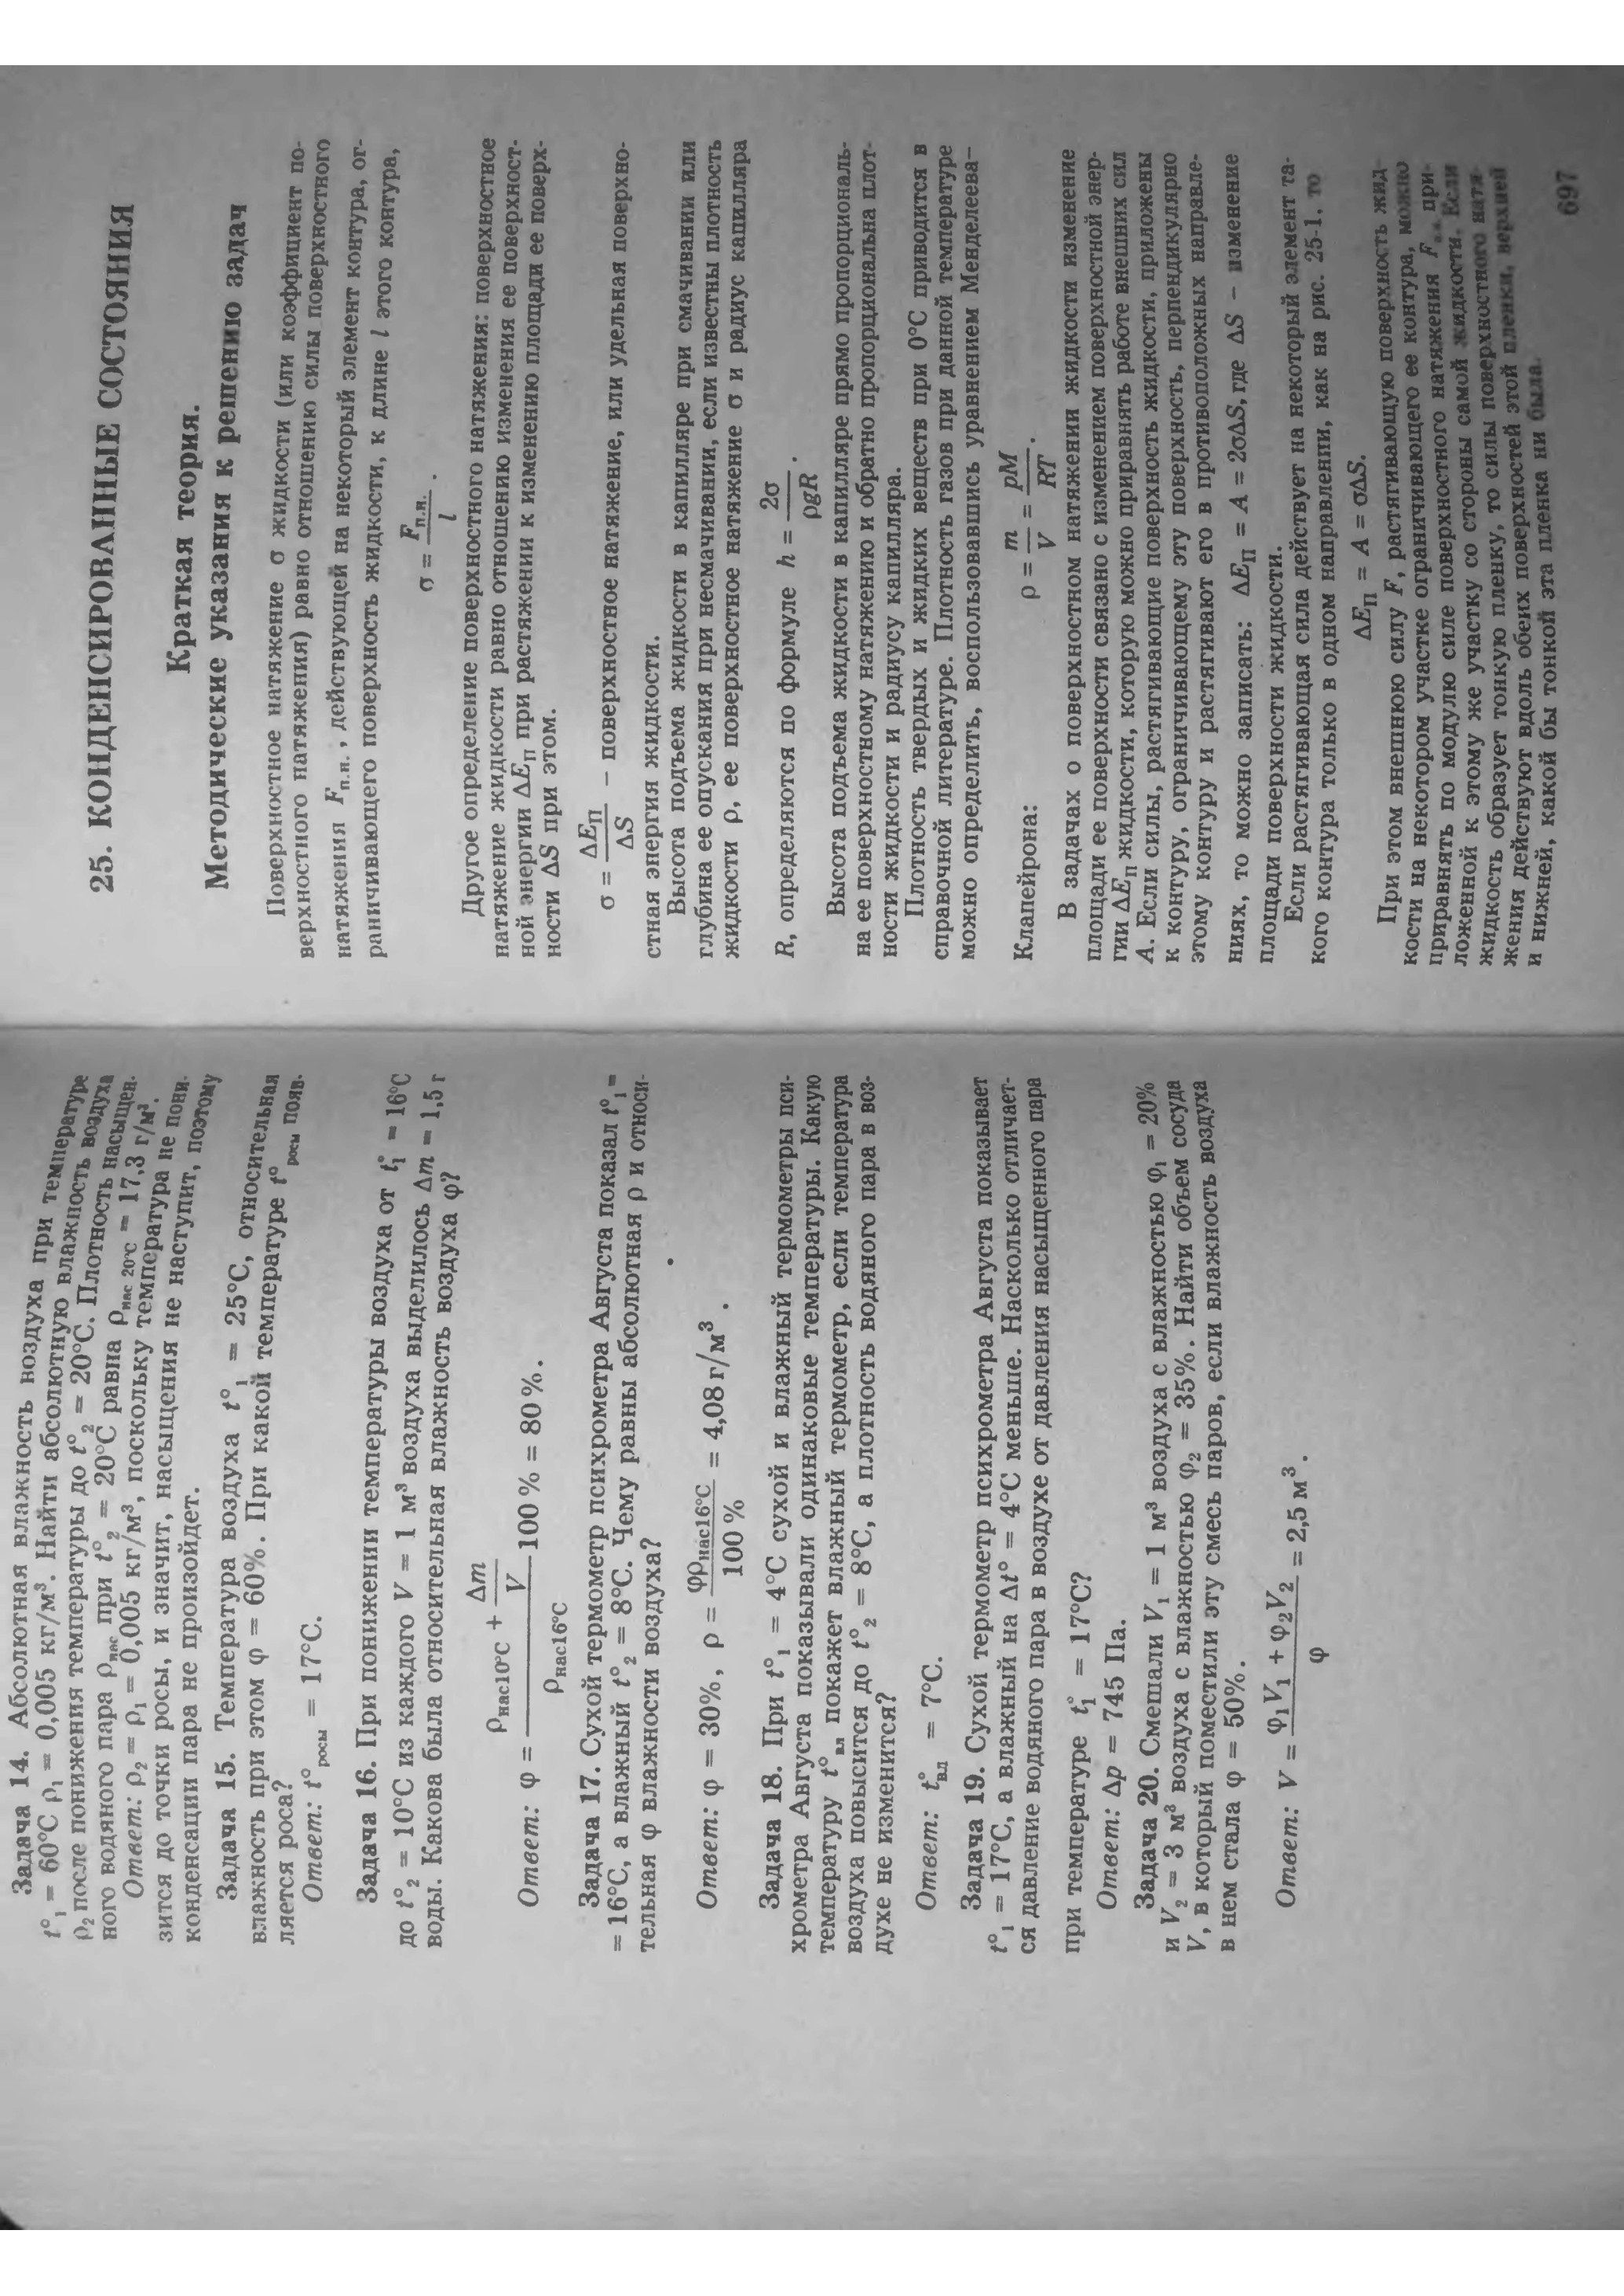 Задача 14. Абсолютная влажность воздуха при температуре
t°₁ = 60°C ρ₁ = 0,005 кг/м³. Найти абсолютную влажность воздуха
ρ₂ после понижения температуры до t°₂ = 20°C. Плотность насыщен-
ного водяного пара ρнас при t°₂ = 20°C равна ρнас 20°C = 17,3 г/м³.
Ответ: ρ₂ = ρ₁ = 0,005 кг/м³, поскольку температура не пони-
зится до точки росы, и значит, насыщения не наступит, поэтому
конденсации пара не произойдет.
Задача 15. Температура воздуха t°₁ = 25°C, относительная
влажность при этом φ = 60%. При какой температуре t°росы появ-
ляется роса?
Ответ: t°росы = 17°C.
Задача 16. При понижении температуры воздуха от t₁° = 16°C
до t°₂ = 10°C из каждого V = 1 м³ воздуха выделилось Δm = 1,5 г
воды. Какова была относительная влажность воздуха φ?
Ответ: φ = (ρнас10°C + Δm/V) / ρнас16°C 100 % = 80 %.
Задача 17. Сухой термометр психрометра Августа показал t°₁ =
= 16°C, а влажный t°₂ = 8°C. Чему равны абсолютная ρ и относи-
тельная φ влажности воздуха?
Ответ: φ = 30%, ρ = φρнас16°C / 100 % = 4,08 г/м³.
Задача 18. При t°₁ = 4°C сухой и влажный термометры пси-
хрометра Августа показывали одинаковые температуры. Какую
температуру t°вл покажет влажный термометр, если температура
воздуха повысится до t°₂ = 8°C, а плотность водяного пара в воз-
духе не изменится?
Ответ: t°вл = 7°C.
Задача 19. Сухой термометр психрометра Августа показывает
t°₁ = 17°C, а влажный на Δt° = 4°C меньше. Насколько отличает-
ся давление водяного пара в воздухе от давления насыщенного пара
при температуре t₁° = 17°C?
Ответ: Δp = 745 Па.
Задача 20. Смешали V₁ = 1 м³ воздуха с влажностью φ₁ = 20%
и V₂ = 3 м³ воздуха с влажностью φ₂ = 35%. Найти объем сосуда
V, в который поместили эту смесь паров, если влажность воздуха
в нем стала φ = 50%.
Ответ: V = (φ₁V₁ + φ₂V₂) / φ = 2,5 м³.
25. КОНДЕНСИРОВАННЫЕ СОСТОЯНИЯ
Краткая теория.
Методические указания к решению задач
Поверхностное натяжение σ жидкости (или коэффициент по-
верхностного натяжения) равно отношению силы поверхностного
натяжения Fп.н., действующей на некоторый элемент контура, ог-
раничивающего поверхность жидкости, к длине l этого контура,
σ = Fп.н. / l.
Другое определение поверхностного натяжения: поверхностное
натяжение жидкости равно отношению изменения ее поверхност-
ной энергии ΔEп при растяжении к изменению площади ее поверх-
ности ΔS при этом.
σ = ΔEп / ΔS – поверхностное натяжение, или удельная поверхно-
стная энергия жидкости.
Высота подъема жидкости в капилляре при смачивании или
глубина ее опускания при несмачивании, если известны плотность
жидкости ρ, ее поверхностное натяжение σ и радиус капилляра
R, определяются по формуле h = 2σ / ρgR.
Высота подъема жидкости в капилляре прямо пропорциональ-
на ее поверхностному натяжению и обратно пропорциональна плот-
ности жидкости и радиусу капилляра.
Плотность твердых и жидких веществ при 0°C приводится в
справочной литературе. Плотность газов при данной температуре
можно определить, воспользовавшись уравнением Менделеева–
Клапейрона: ρ = m / V = pM / RT.
В задачах о поверхностном натяжении жидкости изменение
площади ее поверхности связано с изменением поверхностной энер-
гии ΔEп жидкости, которую можно приравнять работе внешних сил
A. Если силы, растягивающие поверхность жидкости, приложены
к контуру, ограничивающему эту поверхность, перпендикулярно
этому контуру и растягивают его в противоположных направле-
ниях, то можно записать: ΔEп = A = 2σΔS, где ΔS – изменение
площади поверхности жидкости.
Если растягивающая сила действует на некоторый элемент та-
кого контура только в одном направлении, как на рис. 25-1, то
ΔEп = A = σΔS.
При этом внешнюю силу F, растягивающую поверхность жид-
кости на некотором участке ограничивающего ее контура, можно
приравнять по модулю силе поверхностного натяжения Fп.н. при-
ложенной к этому же участку со стороны самой жидкости. Если
жидкость образует тонкую пленку, то силы поверхностного натя-
жения действуют вдоль обеих поверхностей этой пленки, верхней
и нижней, какой бы тонкой эта пленка ни была.
697